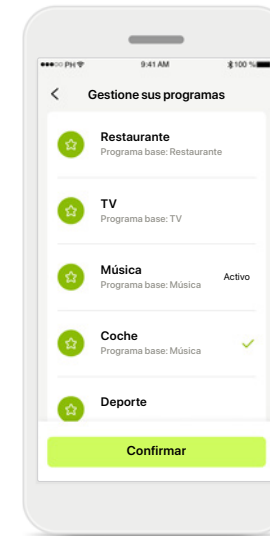 PH 9:41 AM 100 %
Gestione sus programas
Restaurante
Programa base: Restaurante
TV
Programa base: TV
Música
Programa base: Música
Activo
Coche
Programa base: Música
Deporte
Confirmar